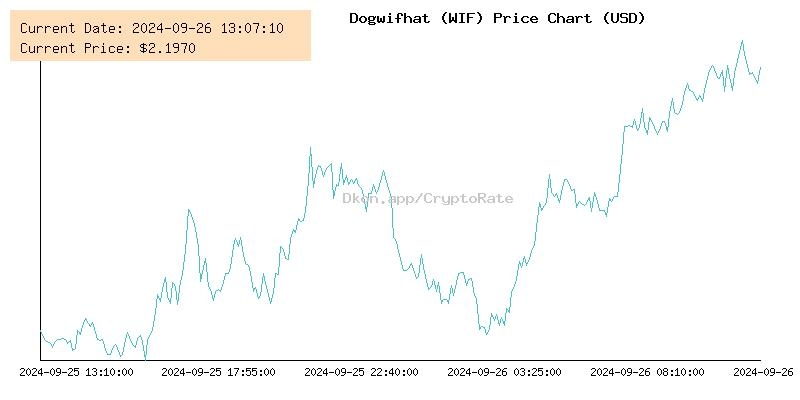 Dogwifhat (WIF) Price Chart (USD)
Current Date: 2024-09-26 13:07:10
Current Price: $2.1970
Dkon.app/CryptoRate
2024-09-25 13:10:00 2024-09-25 17:55:00 2024-09-25 22:40:00 2024-09-26 03:25:00 2024-09-26 08:10:00 2024-09-26